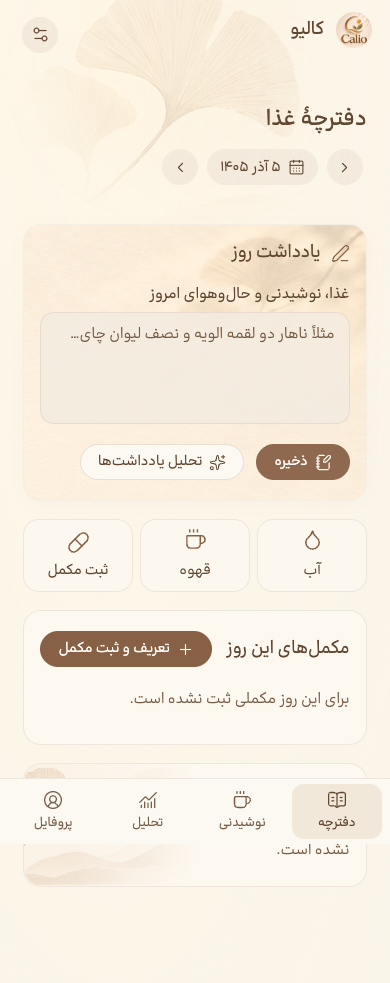 کالیو
Calio
دفترچهٔ غذا
۵ آذر ۱۴۰۵
یادداشت روز
غذا، نوشیدنی و حال‌وهوای امروز
مثلاً ناهار دو لقمه الویه و نصف لیوان چای...
ذخیره
تحلیل یادداشت‌ها
آب
قهوه
ثبت مکمل
مکمل‌های این روز
تعریف و ثبت مکمل
برای این روز مکملی ثبت نشده است.
دفترچه
نوشیدنی
تحلیل
پروفایل
نشده است.